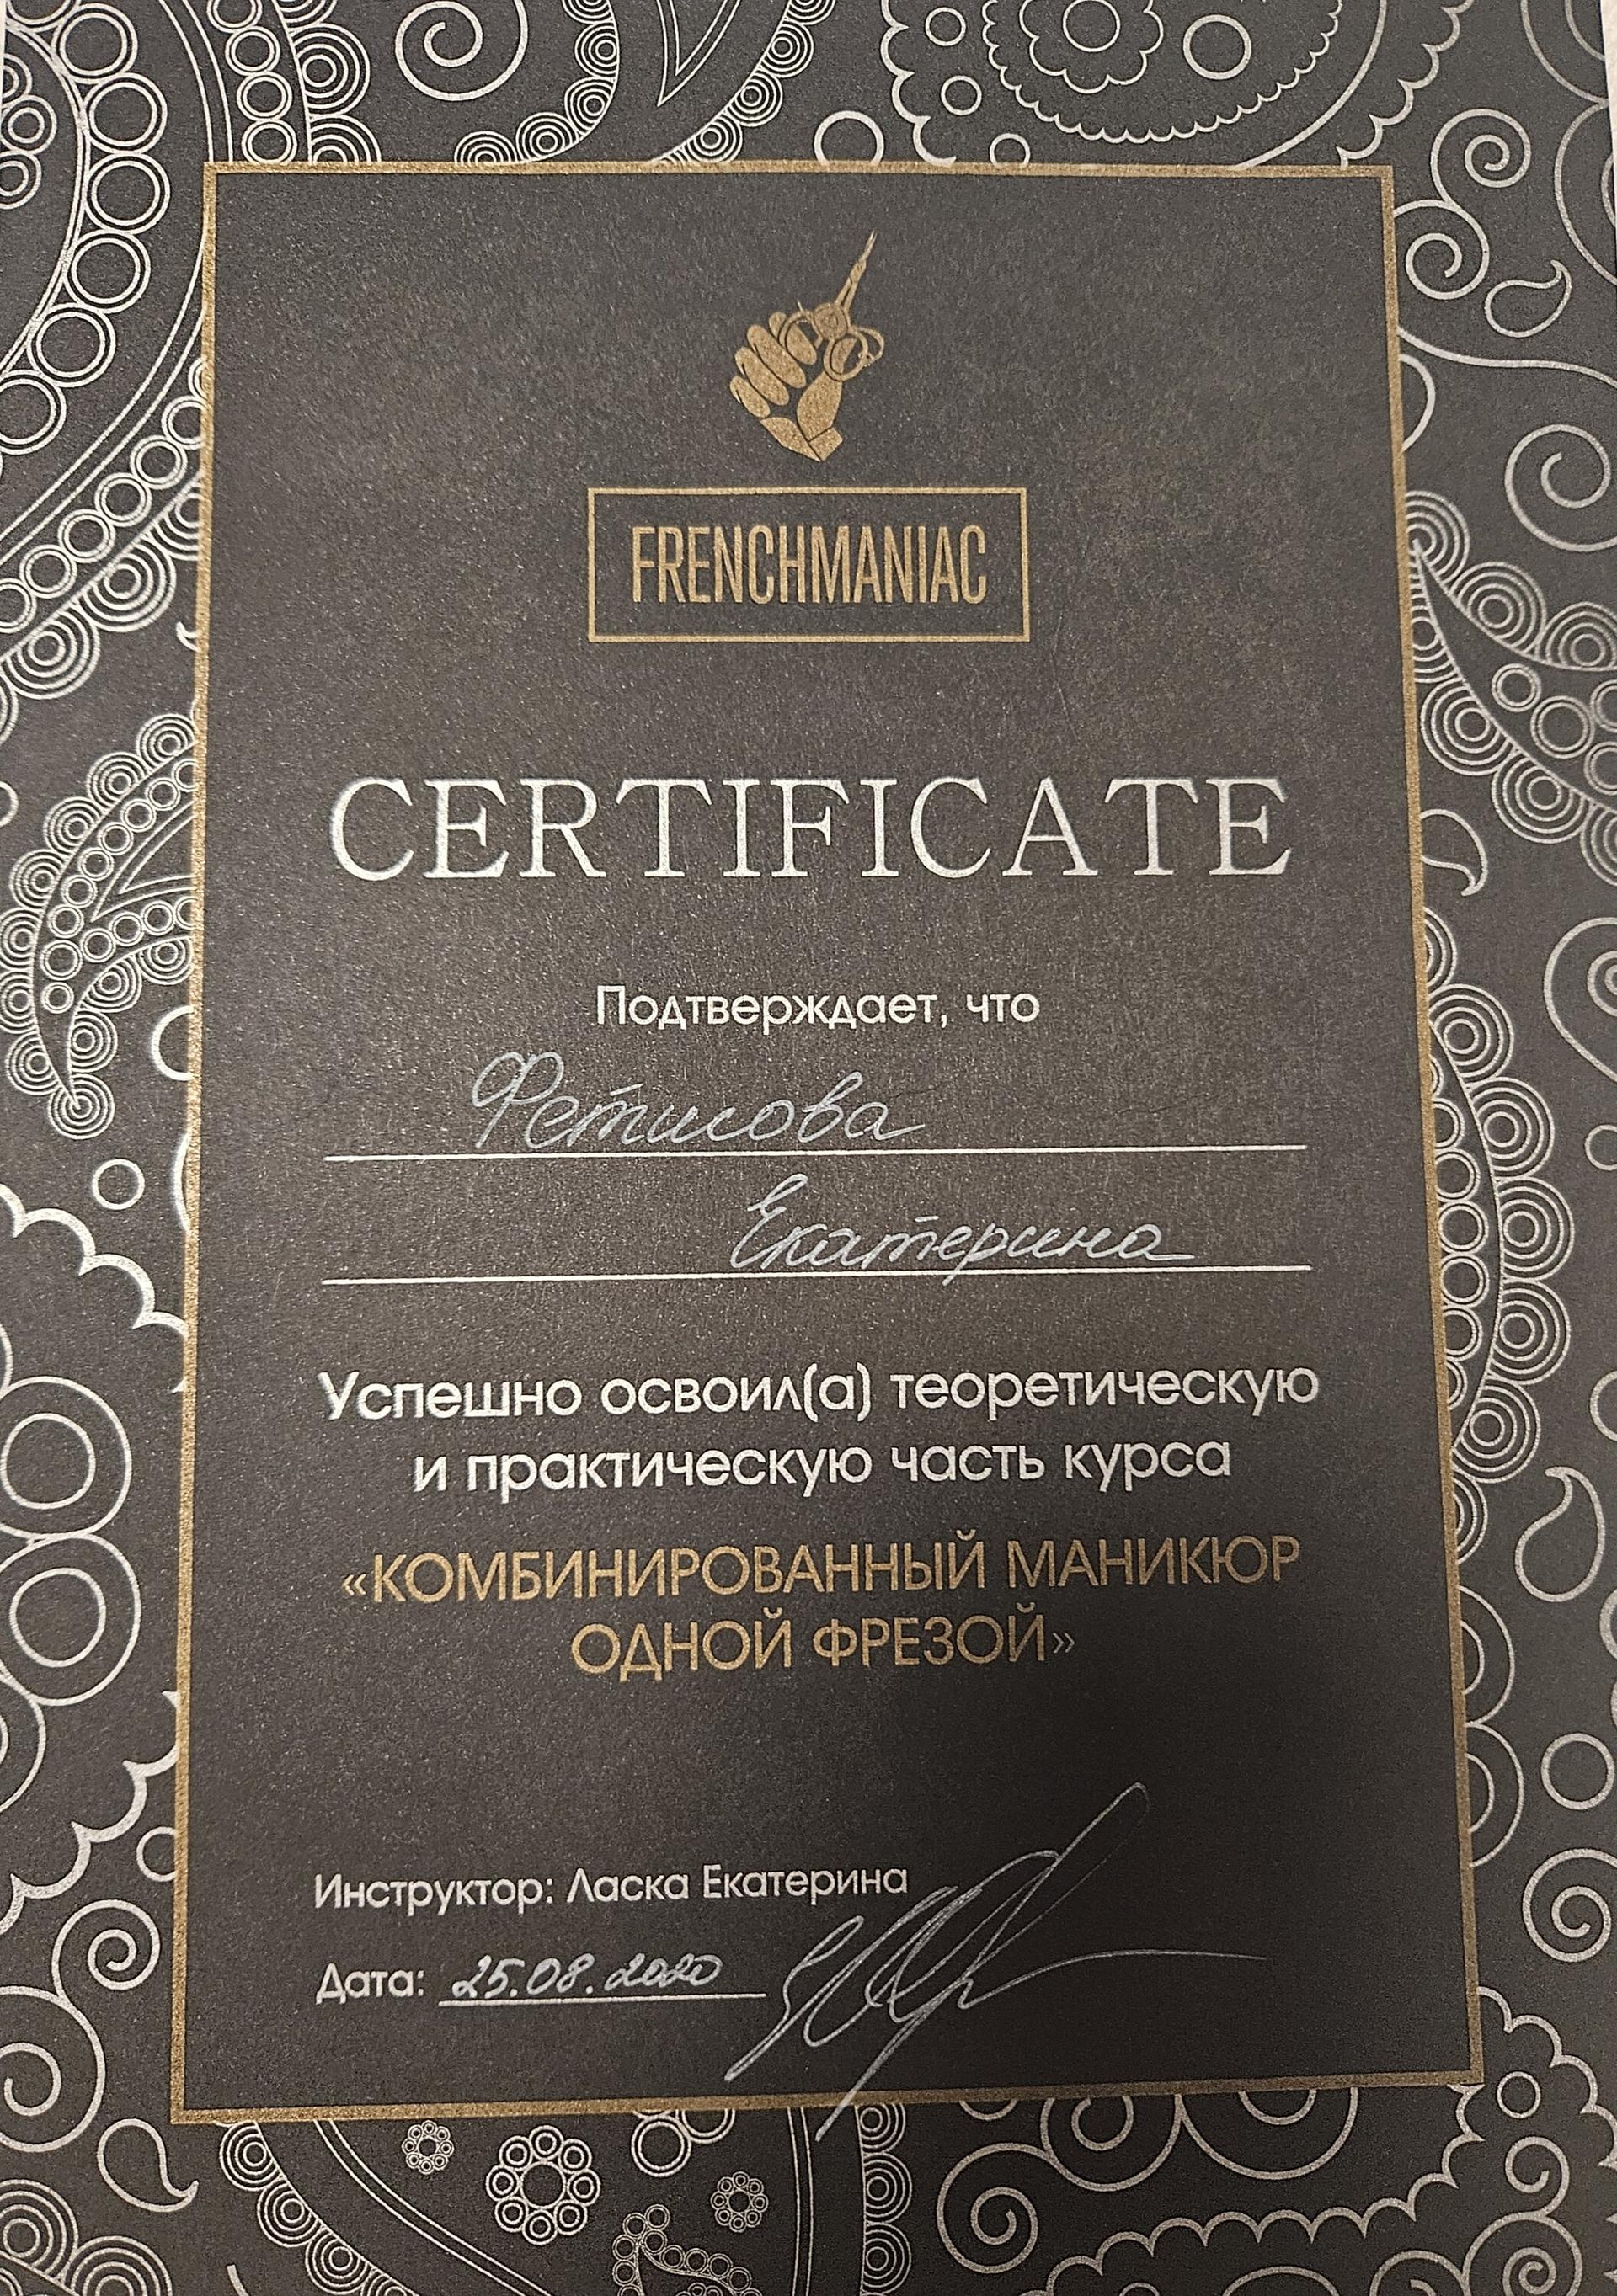 FRENCHMANIAC
CERTIFICATE
Подтверждает, что
Фетисова
Екатерина
Успешно освоил(а) теоретическую
и практическую часть курса
«КОМБИНИРОВАННЫЙ МАНИКЮР
ОДНОЙ ФРЕЗОЙ»
Инструктор: Ласка Екатерина
Дата: 25.08.2020